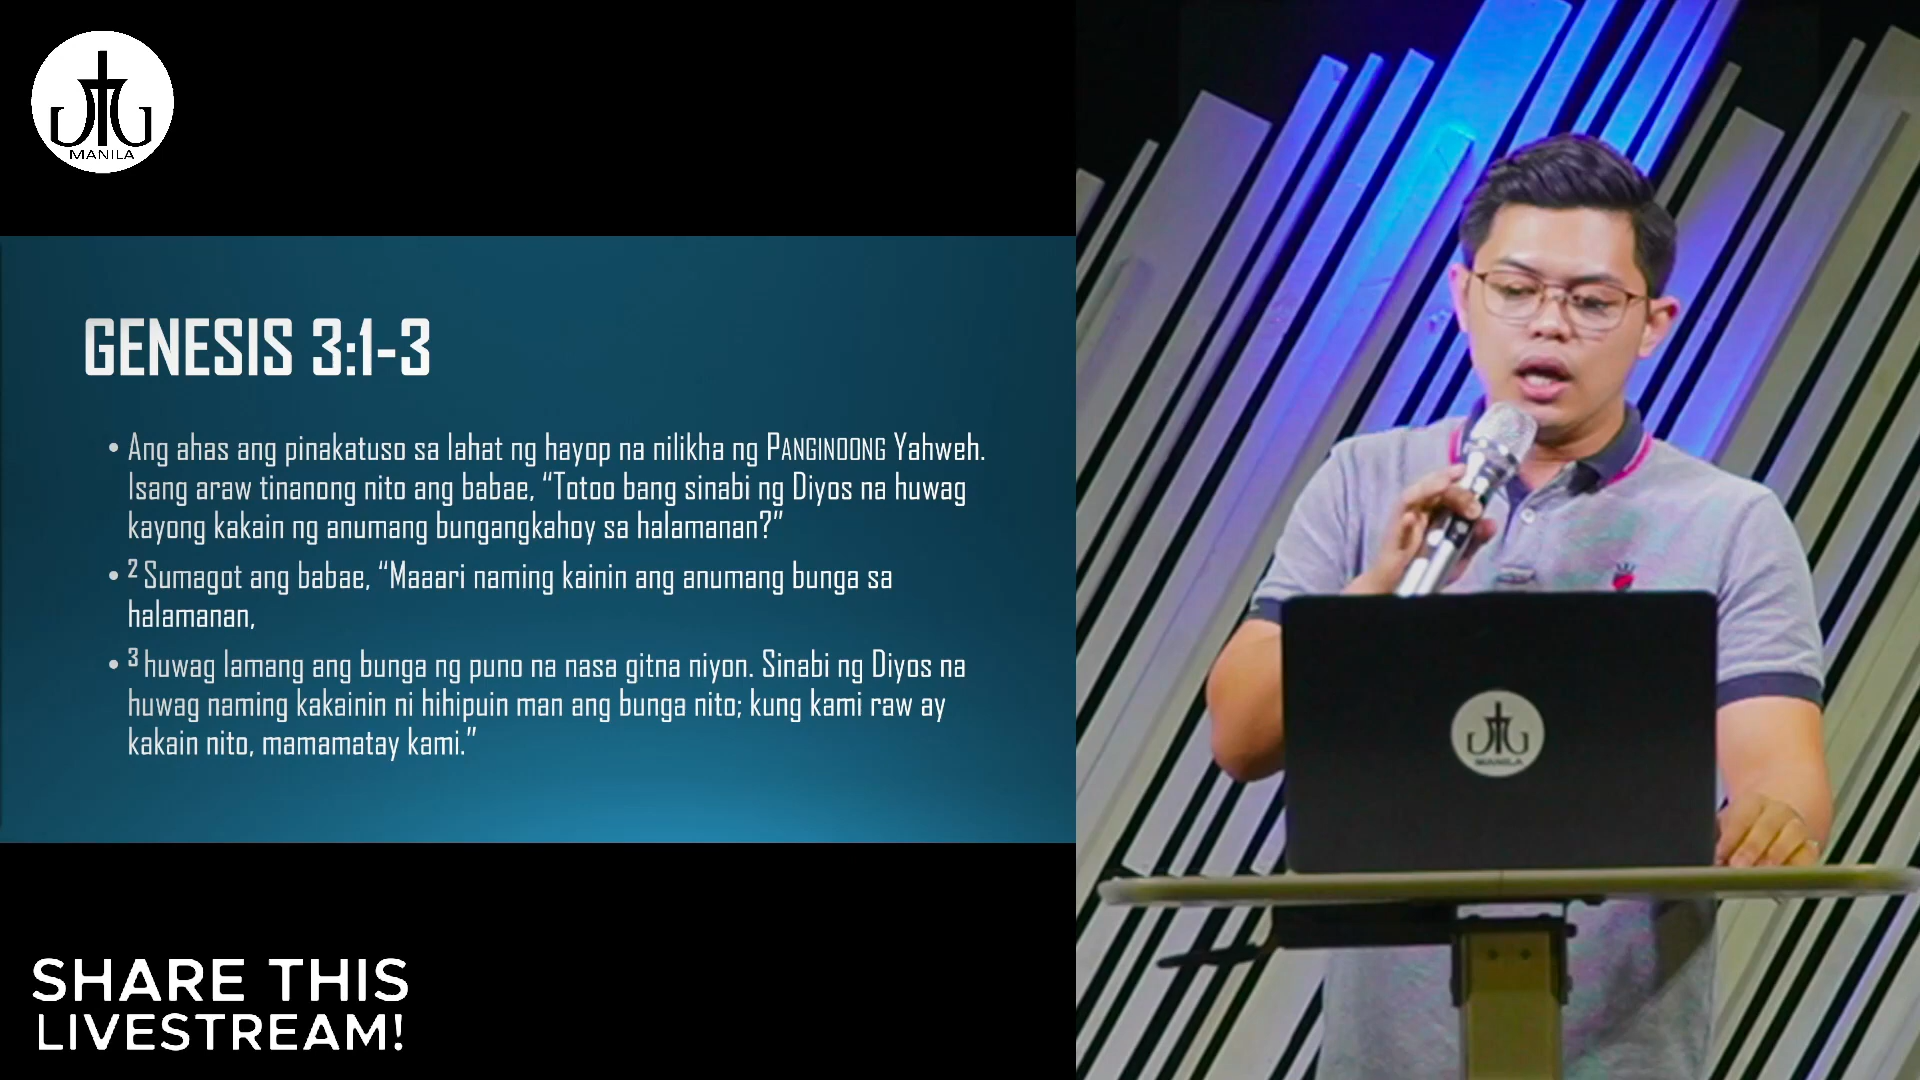 MANILA
GENESIS 3:1-3
• Ang ahas ang pinakatuso sa lahat ng hayop na nilikha ng PANGINOONG Yahweh.
Isang araw tinanong nito ang babae, “Totoo bang sinabi ng Diyos na huwag
kayong kakain ng anumang bungangkahoy sa halamanan?”
• 2 Sumagot ang babae, “Maaari naming kainin ang anumang bunga sa
halamanan,
• 3 huwag lamang ang bunga ng puno na nasa gitna niyon. Sinabi ng Diyos na
huwag naming kakainin ni hihipuin man ang bunga nito; kung kami raw ay
kakain nito, mamamatay kami.”
SHARE THIS
LIVESTREAM!
MANILA